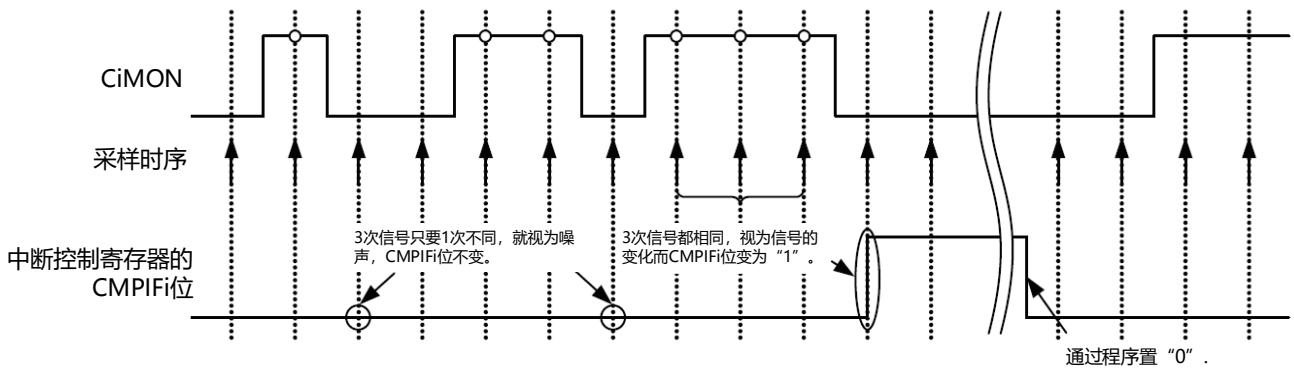 CiMON
采样时序
3次信号只要1次不同，就视为噪
声，CMPIFi位不变。
3次信号都相同，视为信号的
变化而CMPIFi位变为“1”。
中断控制寄存器的
CMPIFi位
通过程序置“0”.